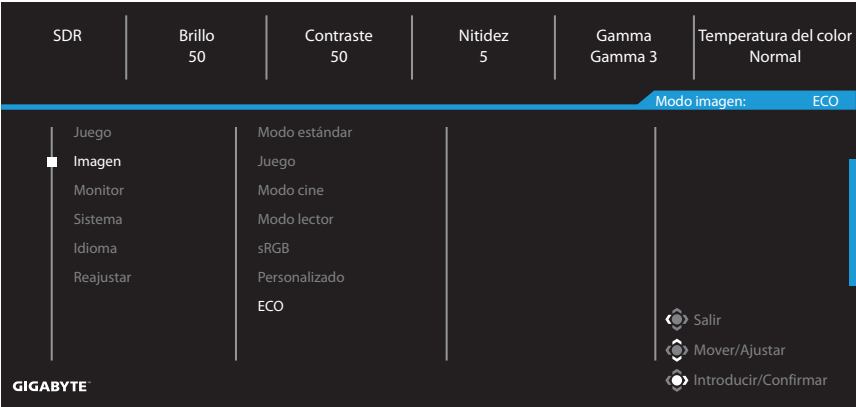 SDR
Brillo
50
Contraste
50
Nitidez
5
Gamma
Gamma 3
Temperatura del color
Normal
Modo imagen: ECO
Juego
Imagen
Monitor
Sistema
Idioma
Reajustar
Modo estándar
Juego
Modo cine
Modo lector
sRGB
Personalizado
ECO
Salir
Mover/Ajustar
Introducir/Confirmar
GIGABYTE™